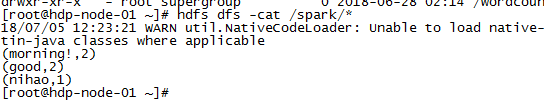 drwxr-xr-x - root supergroup 0 2018-06-28 02:14 /wordcoun
[root@hdp-node-01 ~]# hdfs dfs -cat /spark/*
18/07/05 12:23:21 WARN util.NativeCodeLoader: Unable to load native-
tin-java classes where applicable
(morning!,2)
(good,2)
(nihao,1)
[root@hdp-node-01 ~]#